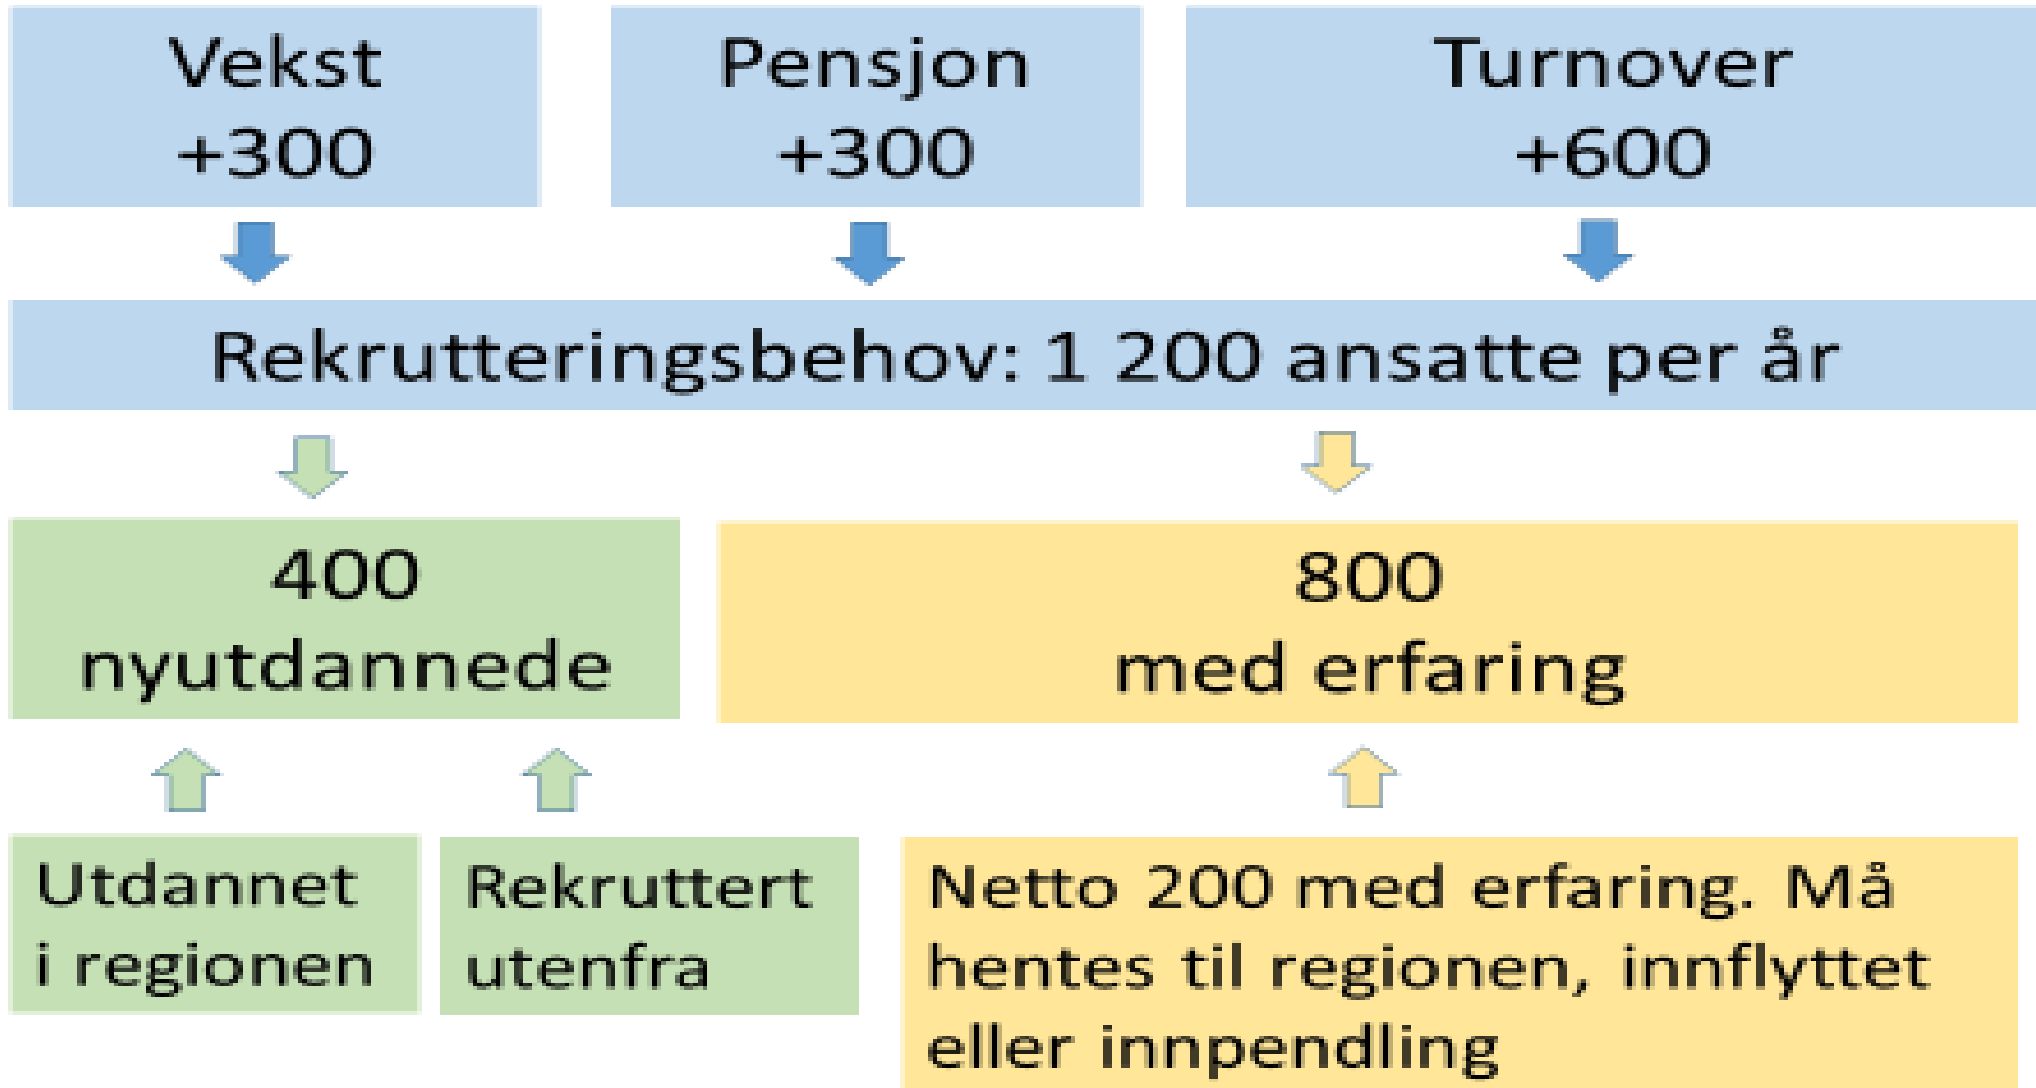 Vekst
+300
Pensjon
+300
Turnover
+600
Rekrutteringsbehov: 1 200 ansatte per år
400
nyutdannede
800
med erfaring
Utdannet
i regionen
Rekruttert
utenfra
Netto 200 med erfaring. Må
hentes til regionen, innflyttet
eller innpendling